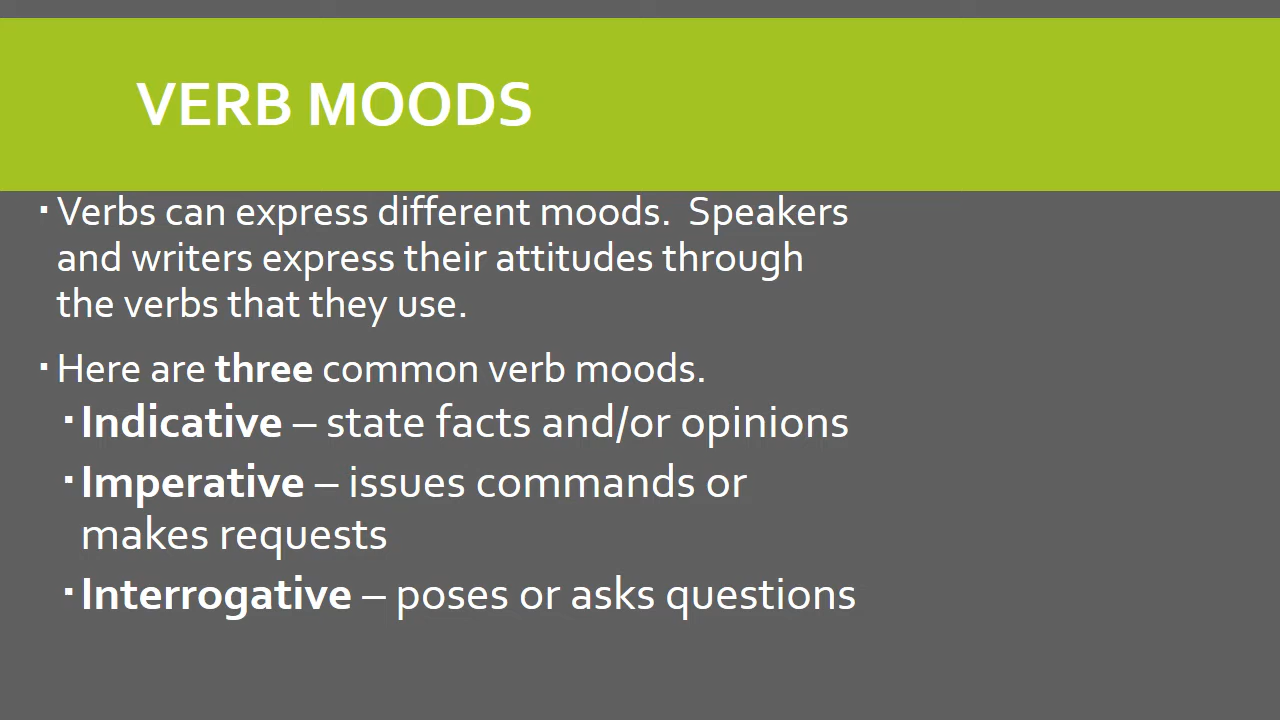 VERB MOODS
▪ Verbs can express different moods.  Speakers
and writers express their attitudes through
the verbs that they use.
▪ Here are three common verb moods.
▪ Indicative – state facts and/or opinions
▪ Imperative – issues commands or
makes requests
▪ Interrogative – poses or asks questions